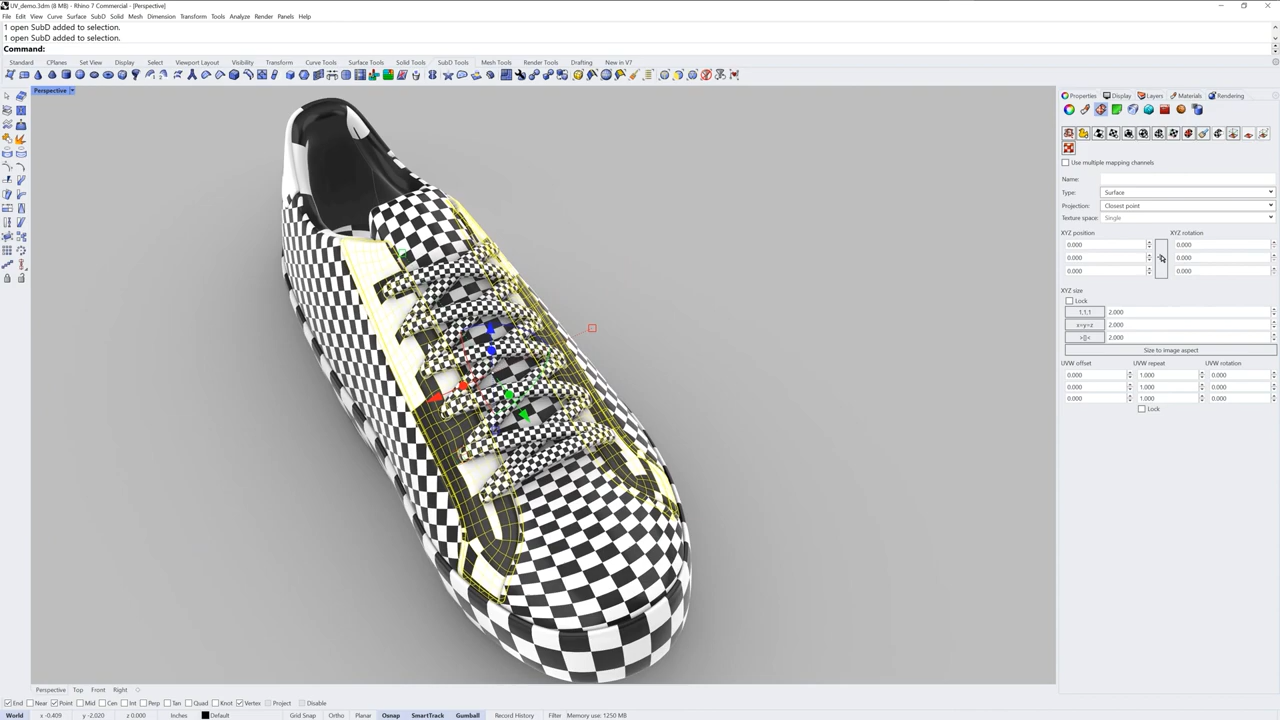 UV_demo.3dm (8 MB) - Rhino 7 Commercial - [Perspective]
File Edit View Curve Surface SubD Solid Mesh Dimension Transform Tools Analyze Render Panels Help
1 open SubD added to selection.
1 open SubD added to selection.
Command:
Standard CPlanes Set View Display Select Viewport Layout Visibility Transform Curve Tools Surface Tools Solid Tools SubD Tools Mesh Tools Render Tools Drafting New in V7
Perspective
Properties Display Layers Materials Rendering
Use multiple mapping channels
Name:
Type: Surface
Projection: Closest point
Texture space: Single
XYZ position XYZ rotation
0.000 0.000
0.000 0.000
0.000 0.000
XYZ size
Lock
1,1,1 2.000
x=y=z 2.000
>[]< 2.000
Size to image aspect
UVW offset UVW repeat UVW rotation
0.000 1.000 0.000
0.000 1.000 0.000
0.000 1.000 0.000
Lock
Perspective Top Front Right
End Near Point Mid Cen Int Perp Tan Quad Knot Vertex Project Disable
World x -0.409 y -2.020 z 0.000 Inches Default Grid Snap Ortho Planar Osnap SmartTrack Gumball Record History Filter Memory use: 1250 MB